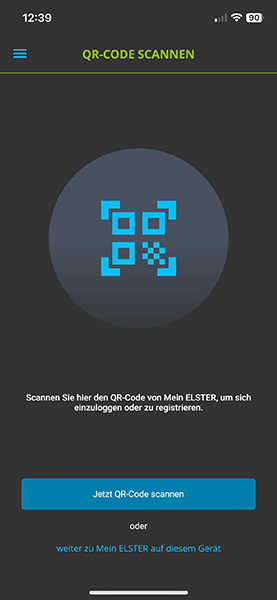 12:39
90
QR-CODE SCANNEN
Scannen Sie hier den QR-Code von Mein ELSTER, um sich
einzuloggen oder zu registrieren.
Jetzt QR-Code scannen
oder
weiter zu Mein ELSTER auf diesem Gerät